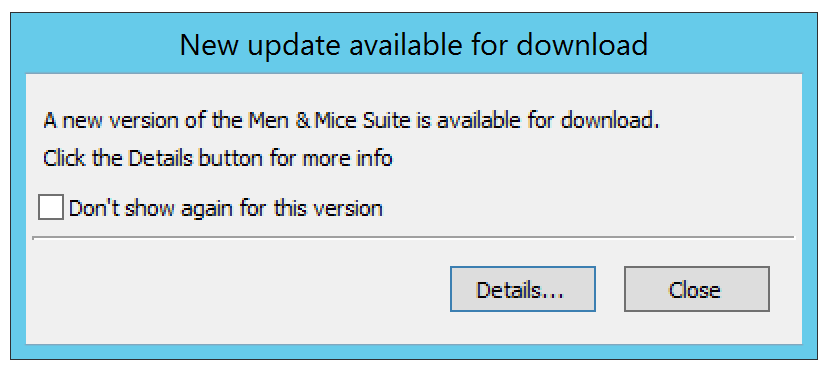 New update available for download
A new version of the Men & Mice Suite is available for download.
Click the Details button for more info
Don't show again for this version
Details...
Close